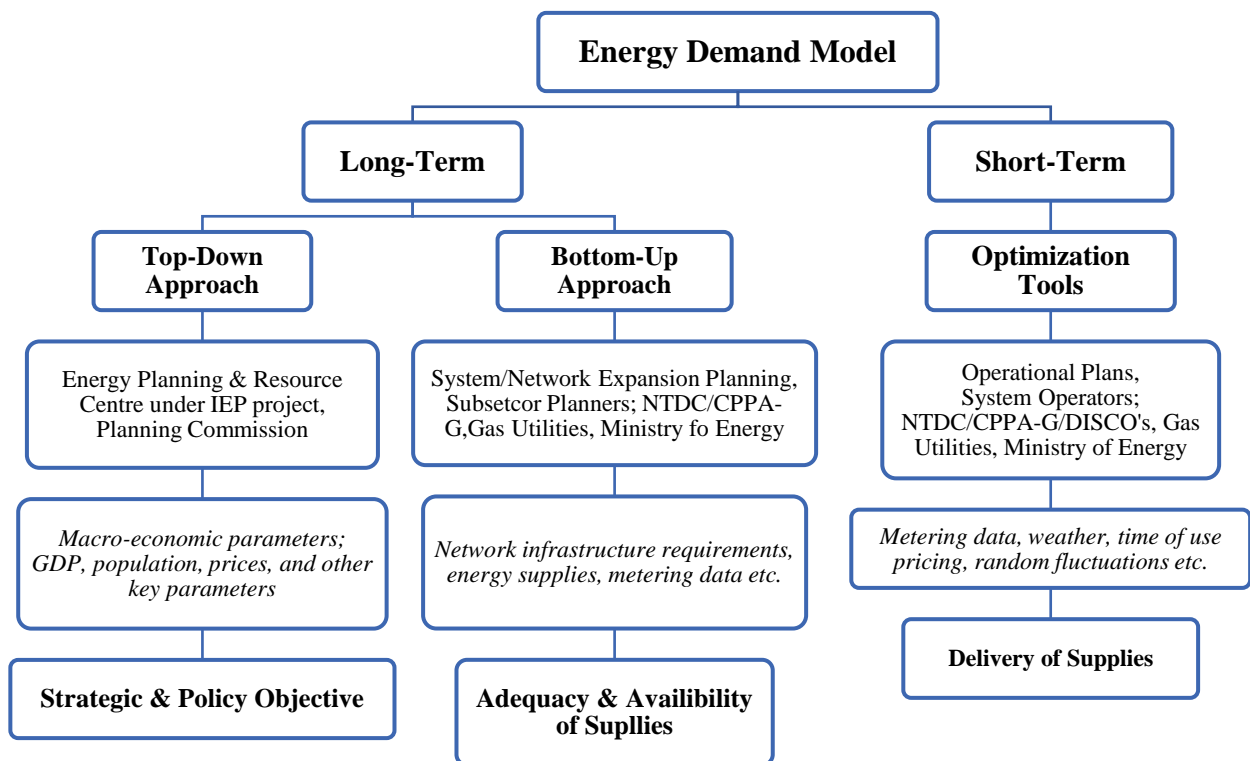 Energy Demand Model
Long-Term
Short-Term
Top-Down
Approach
Bottom-Up
Approach
Optimization
Tools
Energy Planning & Resource
Centre under IEP project,
Planning Commission
System/Network Expansion Planning,
Subsetcor Planners; NTDC/CPPA-
G,Gas Utilities, Ministry fo Energy
Operational Plans,
System Operators;
NTDC/CPPA-G/DISCO's, Gas
Utilities, Ministry of Energy
Macro-economic parameters;
GDP, population, prices, and other
key parameters
Network infrastructure requirements,
energy supplies, metering data etc.
Metering data, weather, time of use
pricing, random fluctuations etc.
Strategic & Policy Objective
Adequacy & Availibility
of Supllies
Delivery of Supplies